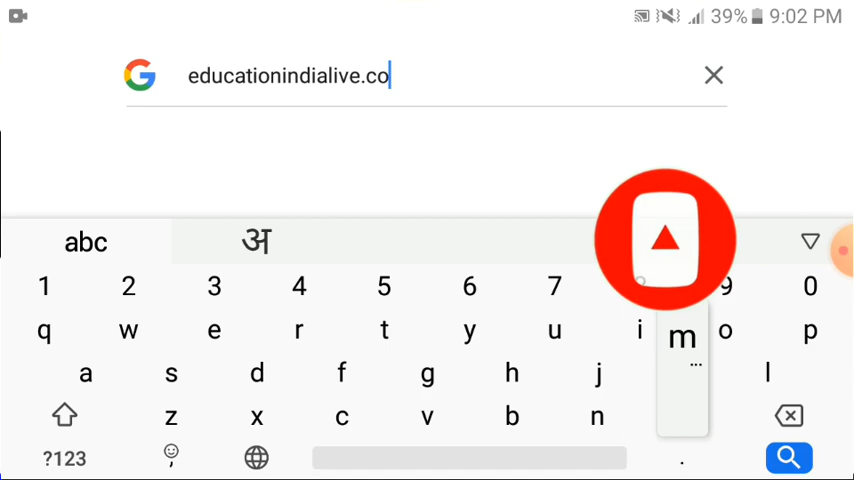 39% 9:02 PM
educationindialive.co
abc अ
1 2 3 4 5 6 7 9 0
q w e r t y u i o p
a s d f g h j l
z x c v b n m
?123 , .